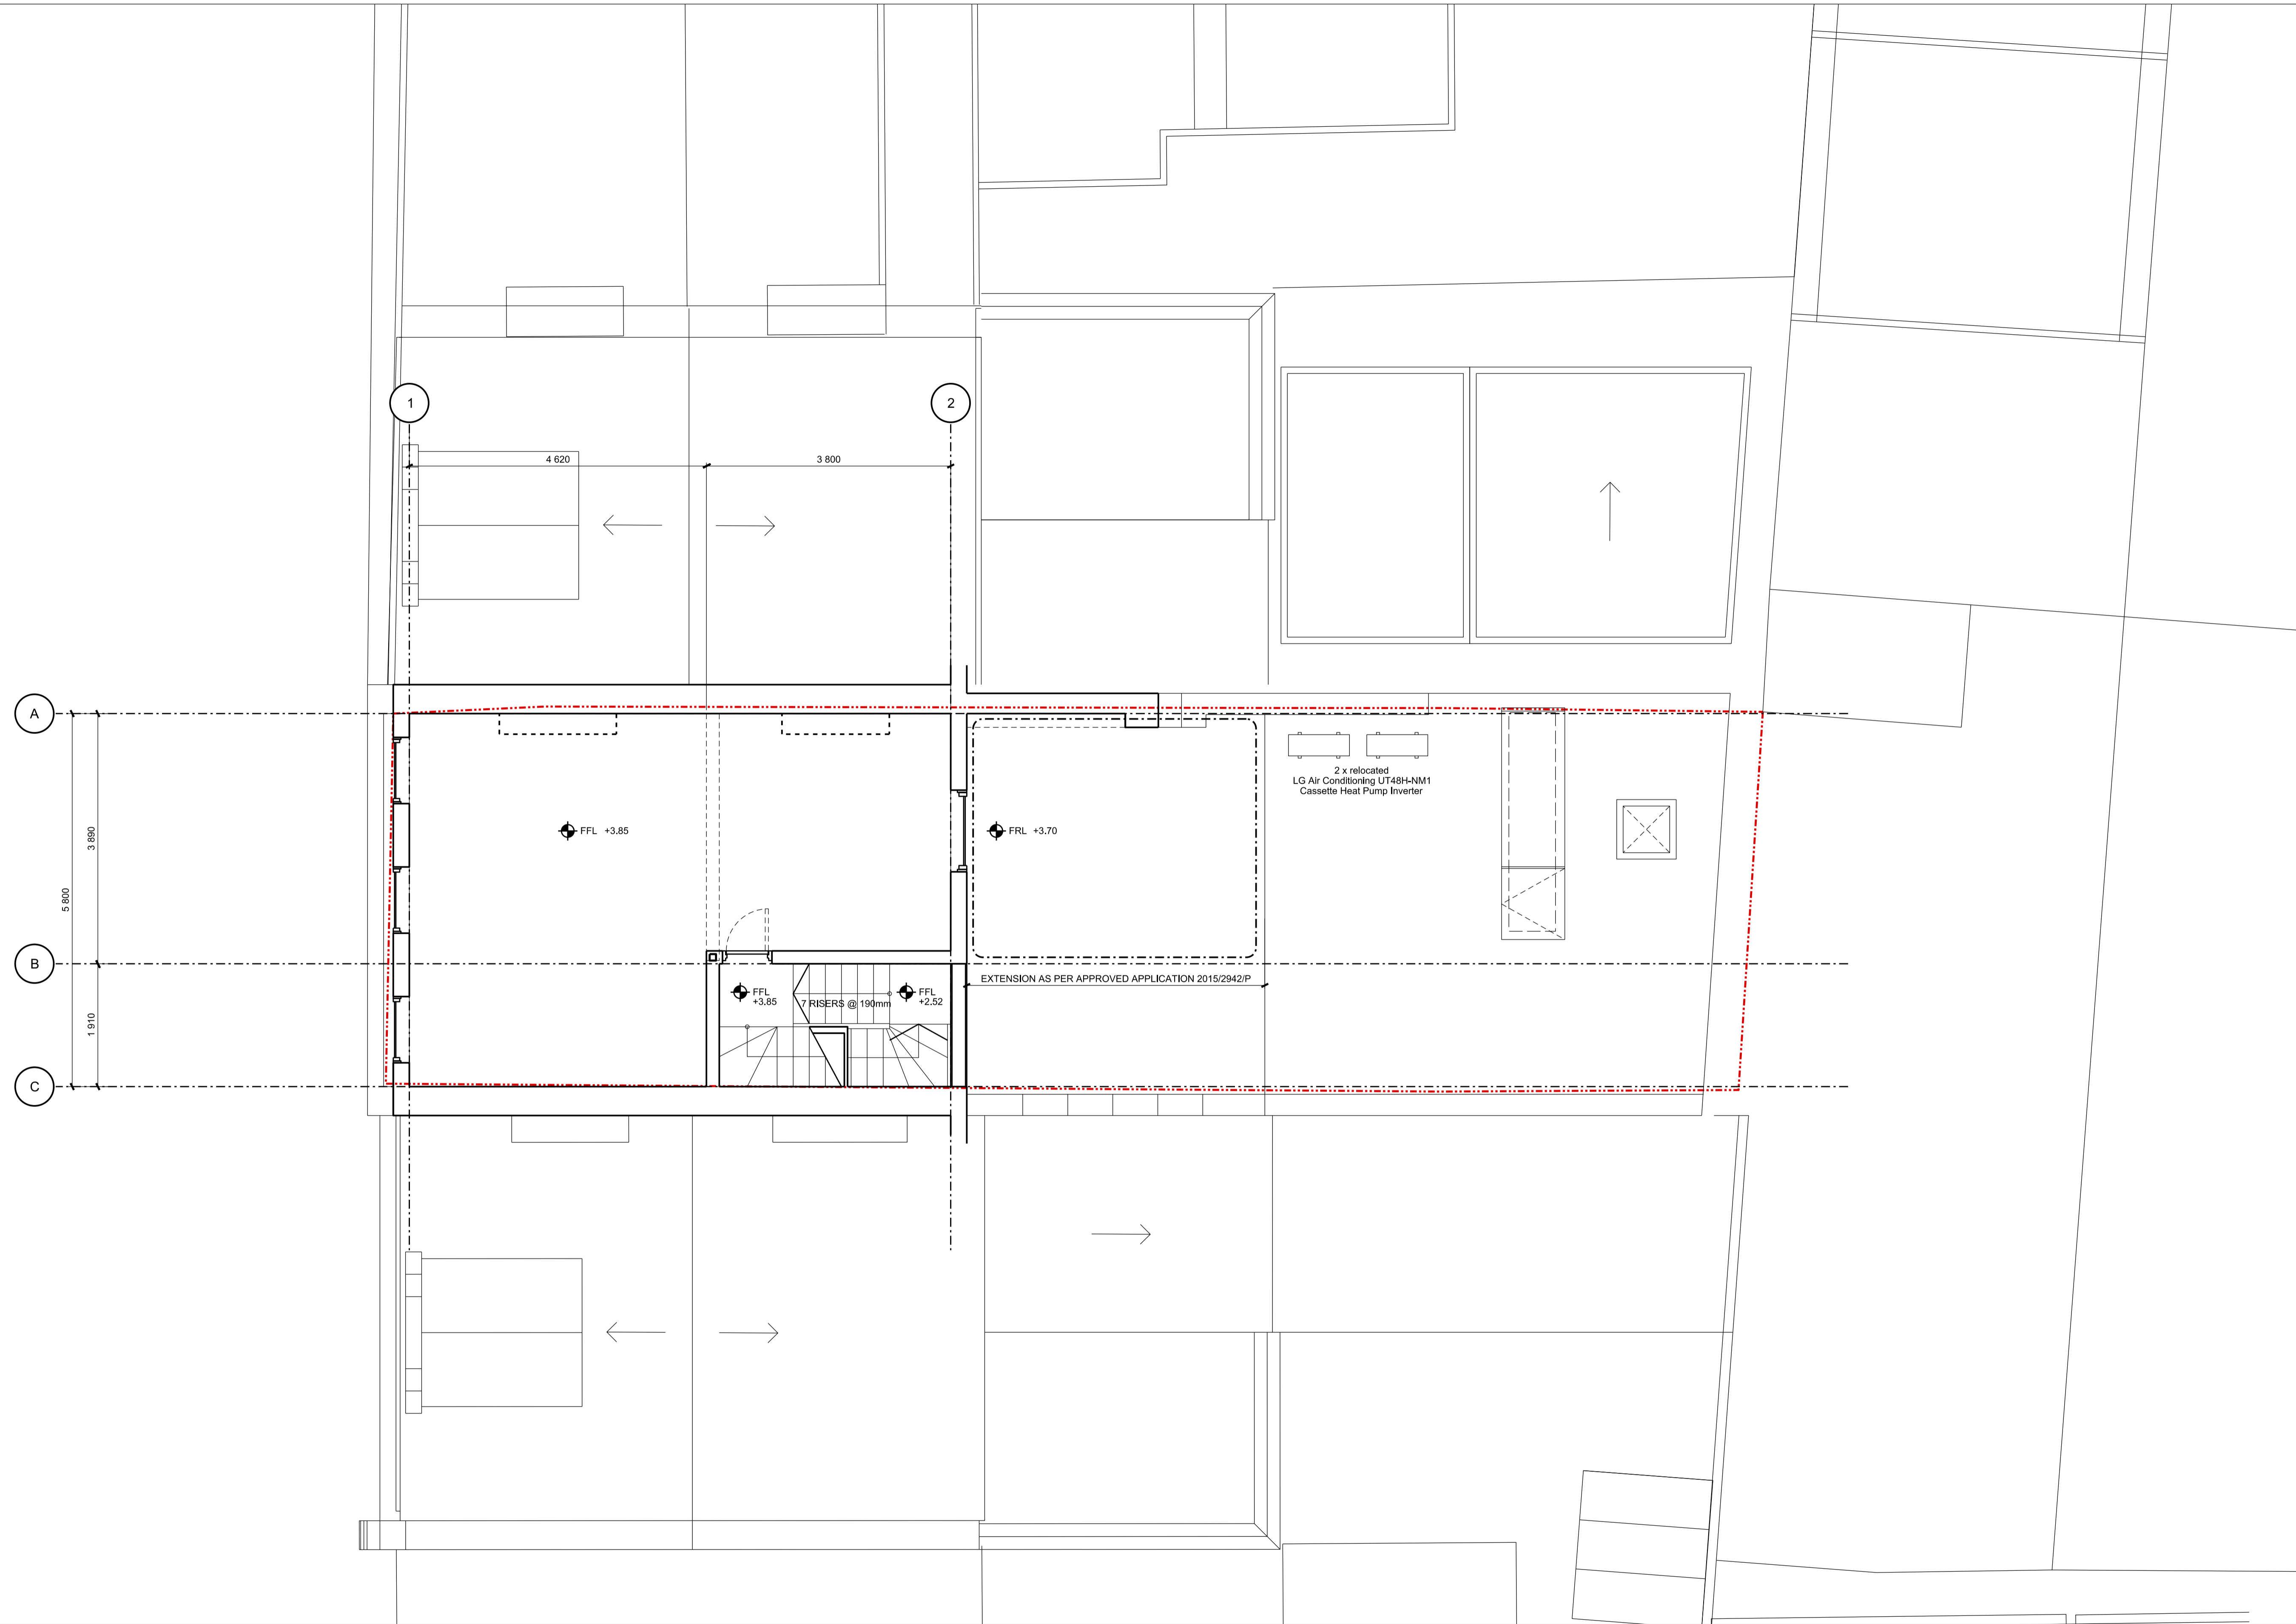 1
2
4 620
3 800
A
2 x relocated
LG Air Conditioning UT48H-NM1
Cassette Heat Pump Inverter
FFL +3.85
FRL +3.70
3 890
5 800
B
EXTENSION AS PER APPROVED APPLICATION 2015/2942/P
FFL
+3.85
7 RISERS @ 190mm
FFL
+2.52
1 910
C